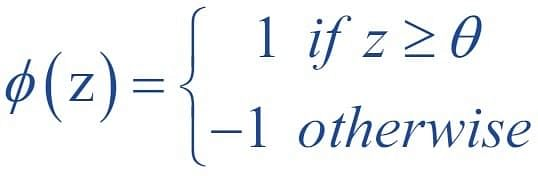 1 if z ≥ θ
ϕ(z) = {
−1 otherwise